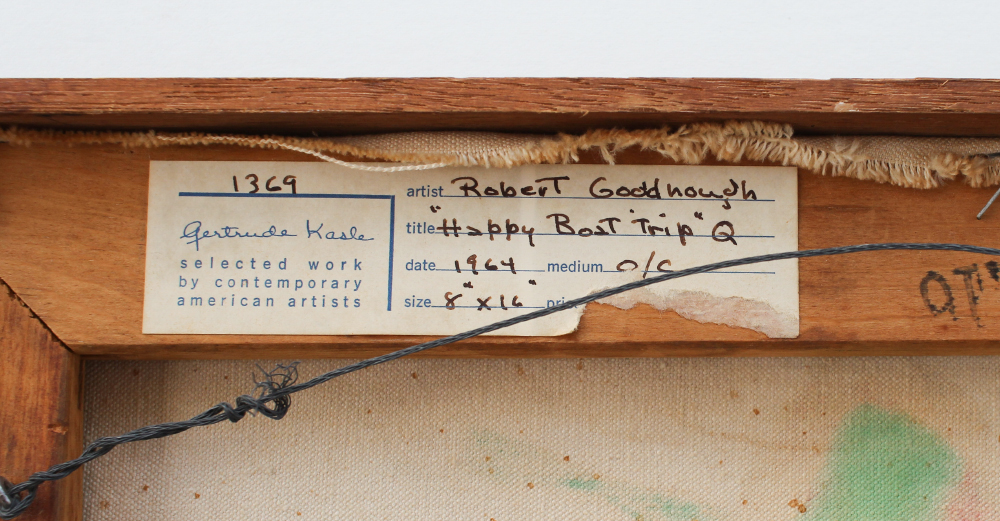 1369
Gertrude Kasle
selected work
by contemporary
american artists
artist Robert Goodnough
title "Happy Boat Trip" Q
date 1964 medium O/C
size 8" x 16"